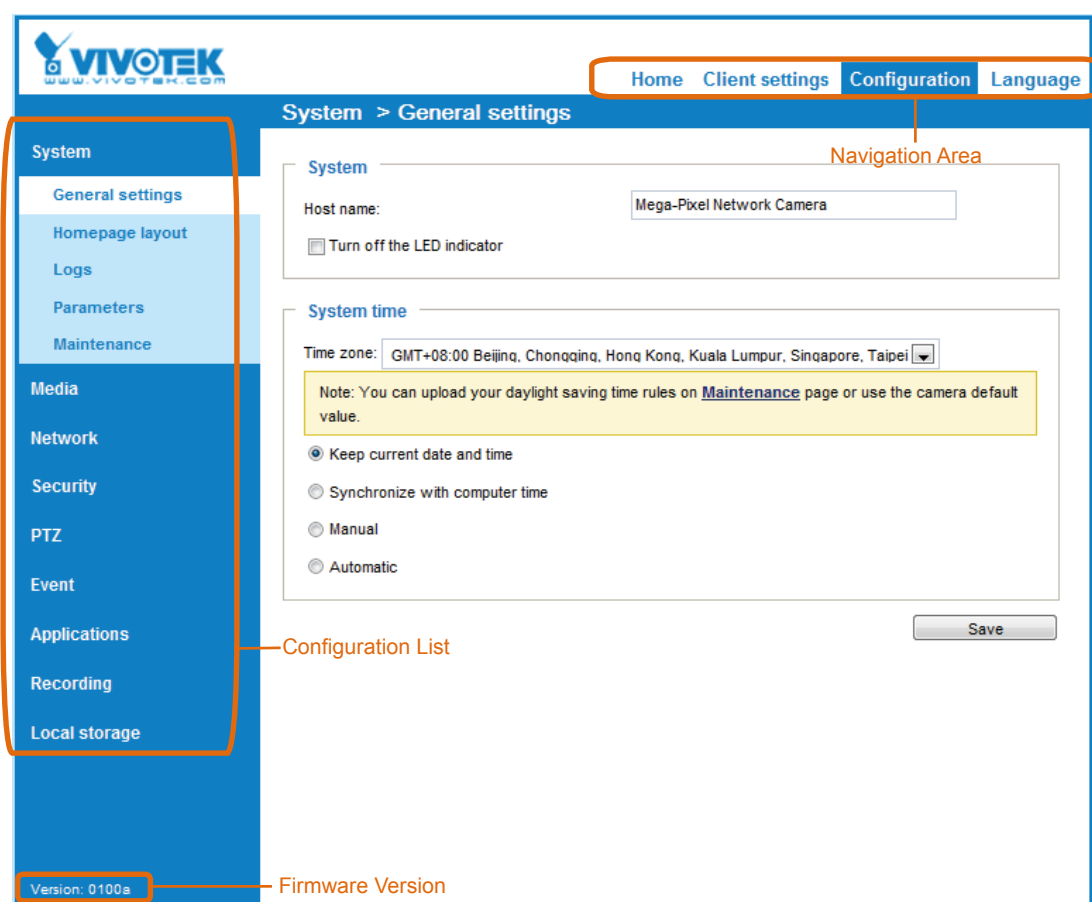 VIVOTEK
www.vivotek.com
Home Client settings Configuration Language
System > General settings
Navigation Area
System
General settings
Homepage layout
Logs
Parameters
Maintenance
Media
Network
Security
PTZ
Event
Applications
Recording
Local storage
Configuration List
Version: 0100a
Firmware Version
System
Host name: Mega-Pixel Network Camera
Turn off the LED indicator
System time
Time zone: GMT+08:00 Beijing, Chongqing, Hong Kong, Kuala Lumpur, Singapore, Taipei
Note: You can upload your daylight saving time rules on Maintenance page or use the camera default
value.
Keep current date and time
Synchronize with computer time
Manual
Automatic
Save